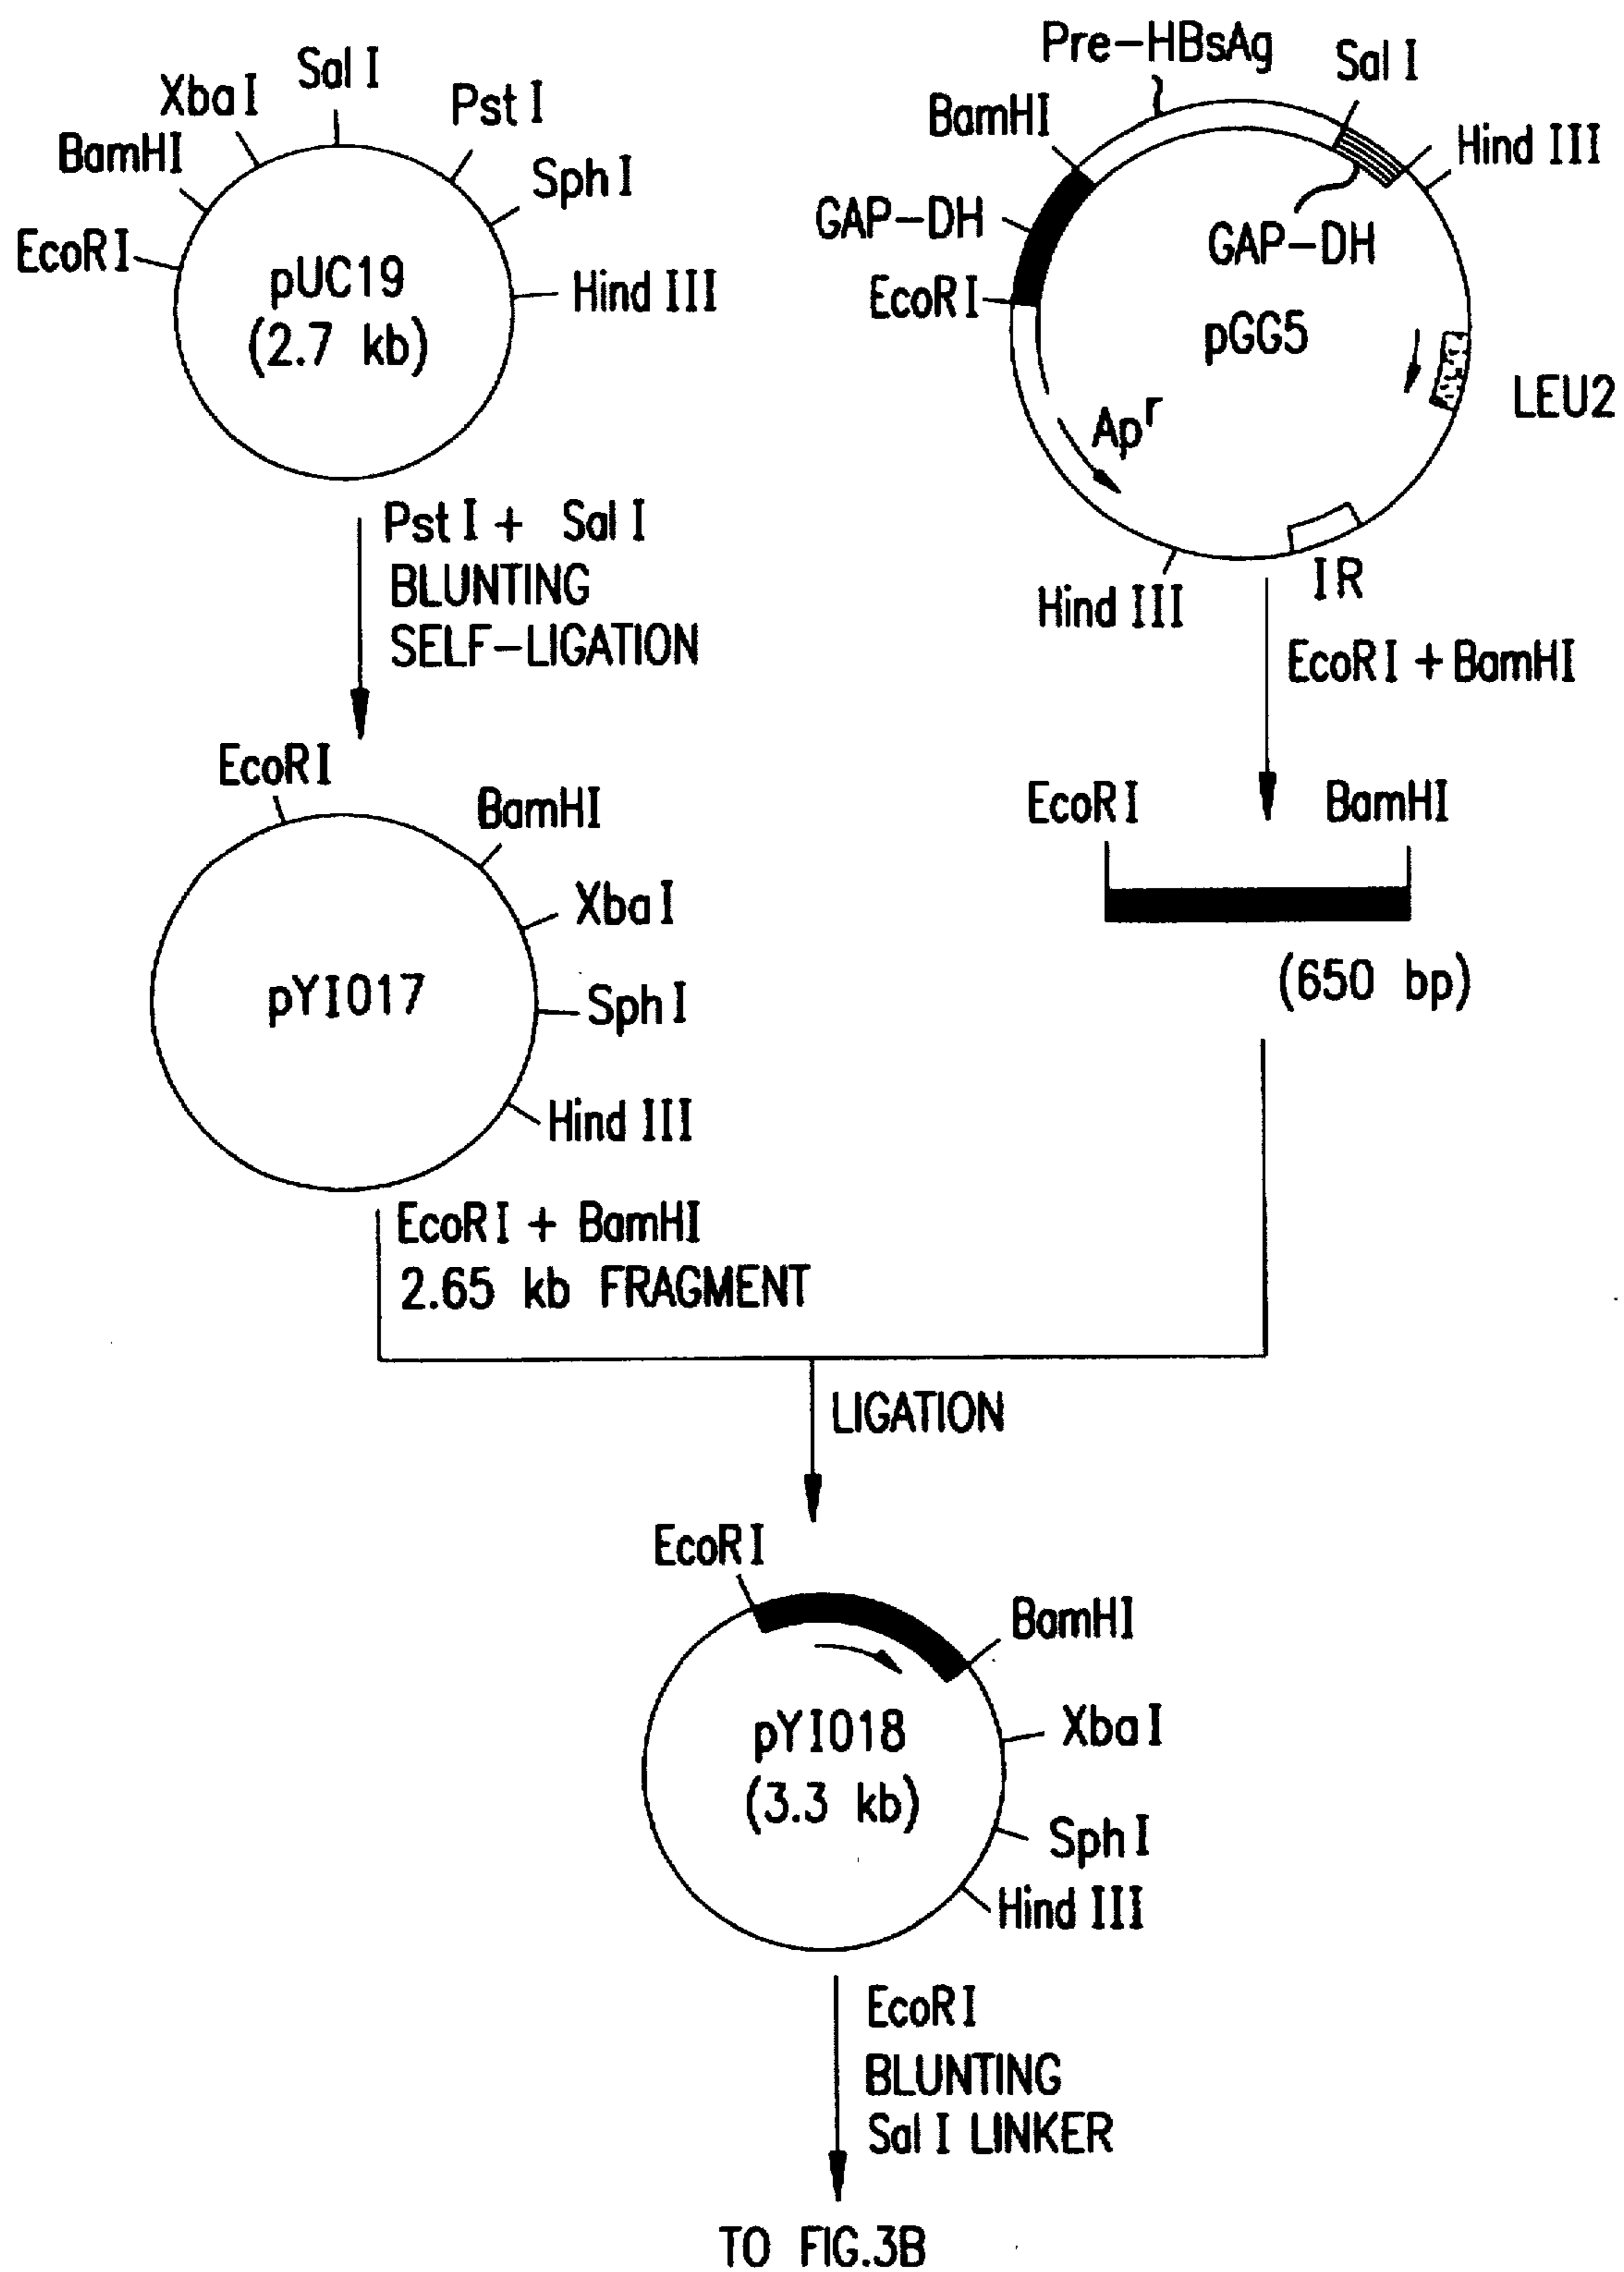 Sal I
XbaI
Pst I
BamHI
Sph I
EcoRI
pUC19
(2.7 kb)
Hind III
Pre-HBsAg
Sal I
BamHI
Hind III
GAP-DH
GAP-DH
EcoRI
pGG5
LEU2
Ap^r
IR
Hind III
Pst I + Sal I
BLUNTING
SELF-LIGATION
EcoRI + BamHI
EcoRI
BamHI
XbaI
pYI017
Sph I
Hind III
EcoRI
BamHI
(650 bp)
EcoRI + BamHI
2.65 kb FRAGMENT
LIGATION
EcoRI
BamHI
pYI018
(3.3 kb)
XbaI
Sph I
Hind III
EcoRI
BLUNTING
Sal I LINKER
TO FIG.3B